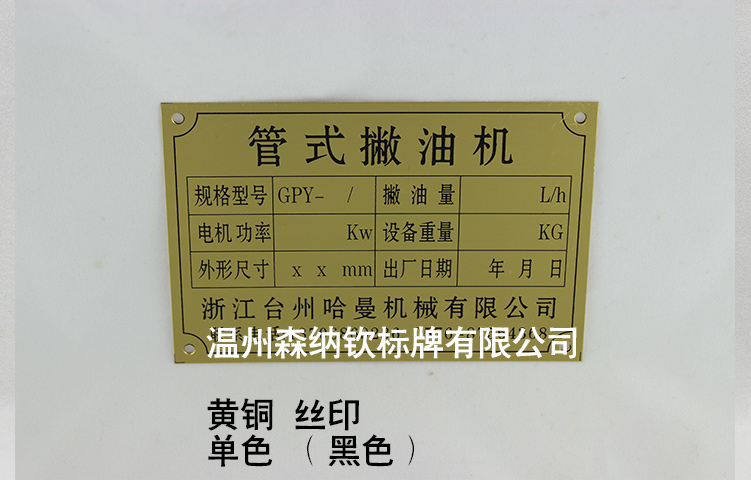 管式撇油机
规格型号 GPY- / 撇油量 L/h
电机功率 Kw 设备重量 KG
外形尺寸 x x mm 出厂日期 年 月 日
浙江台州哈曼机械有限公司
温州森纳钦标牌有限公司
黄铜 丝印
单色 （黑色）